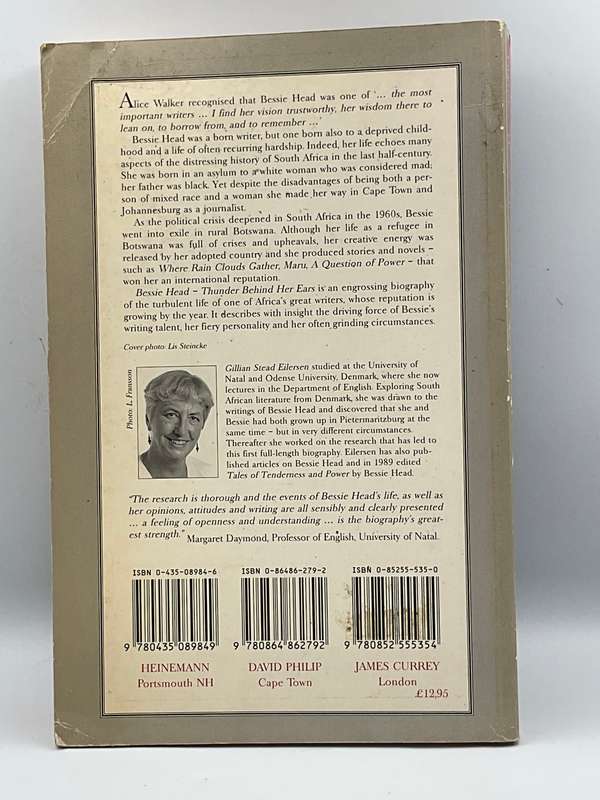 Alice Walker recognised that Bessie Head was one of '... the most
important writers ... I find her vision trustworthy, her wisdom there to
lean on, to borrow from, and to remember ...'
Bessie Head was a born writer, but one born also to a deprived child-
hood and a life of often recurring hardship. Indeed, her life echoes many
aspects of the distressing history of South Africa in the last half-century.
She was born in an asylum to a white woman who was considered mad;
her father was black. Yet despite the disadvantages of being both a per-
son of mixed race and a woman she made her way in Cape Town and
Johannesburg as a journalist.
As the political crisis deepened in South Africa in the 1960s, Bessie
went into exile in rural Botswana. Although her life as a refugee in
Botswana was full of crises and upheavals, her creative energy was
released by her adopted country and she produced stories and novels –
such as Where Rain Clouds Gather, Maru, A Question of Power – that
won her an international reputation.
Bessie Head – Thunder Behind Her Ears is an engrossing biography
of the turbulent life of one of Africa's great writers, whose reputation is
growing by the year. It describes with insight the driving force of Bessie's
writing talent, her fiery personality and her often grinding circumstances.
Cover photo: Lis Steincke
Photo: L. Fransson
Gillian Stead Eilersen studied at the University of
Natal and Odense University, Denmark, where she now
lectures in the Department of English. Exploring South
African literature from Denmark, she was drawn to the
writings of Bessie Head and discovered that she and
Bessie had both grown up in Pietermaritzburg at the
same time – but in very different circumstances.
Thereafter she worked on the research that has led to
this first full-length biography. Eilersen has also pub-
lished articles on Bessie Head and in 1989 edited
Tales of Tenderness and Power by Bessie Head.
"The research is thorough and the events of Bessie Head's life, as well as
her opinions, attitudes and writing are all sensibly and clearly presented
... a feeling of openness and understanding ... is the biography's great-
est strength." Margaret Daymond, Professor of English, University of Natal.
ISBN 0-435-08984-6
9 780435 089849
HEINEMANN
Portsmouth NH
ISBN 0-86486-279-2
9 780864 862792
DAVID PHILIP
Cape Town
ISBN 0-85255-535-0
9 780852 555354
JAMES CURREY
London
£12,95